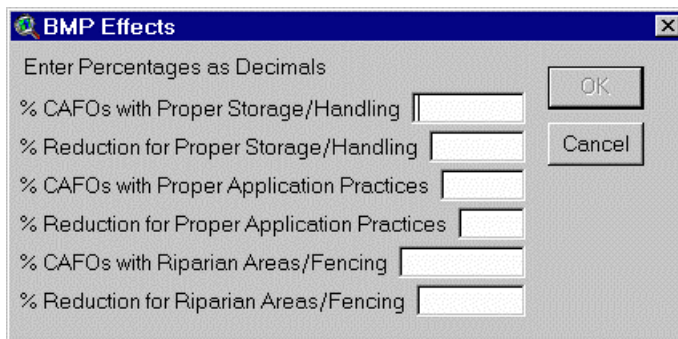 BMP Effects
Enter Percentages as Decimals
% CAFOs with Proper Storage/Handling
% Reduction for Proper Storage/Handling
% CAFOs with Proper Application Practices
% Reduction for Proper Application Practices
% CAFOs with Riparian Areas/Fencing
% Reduction for Riparian Areas/Fencing
OK
Cancel